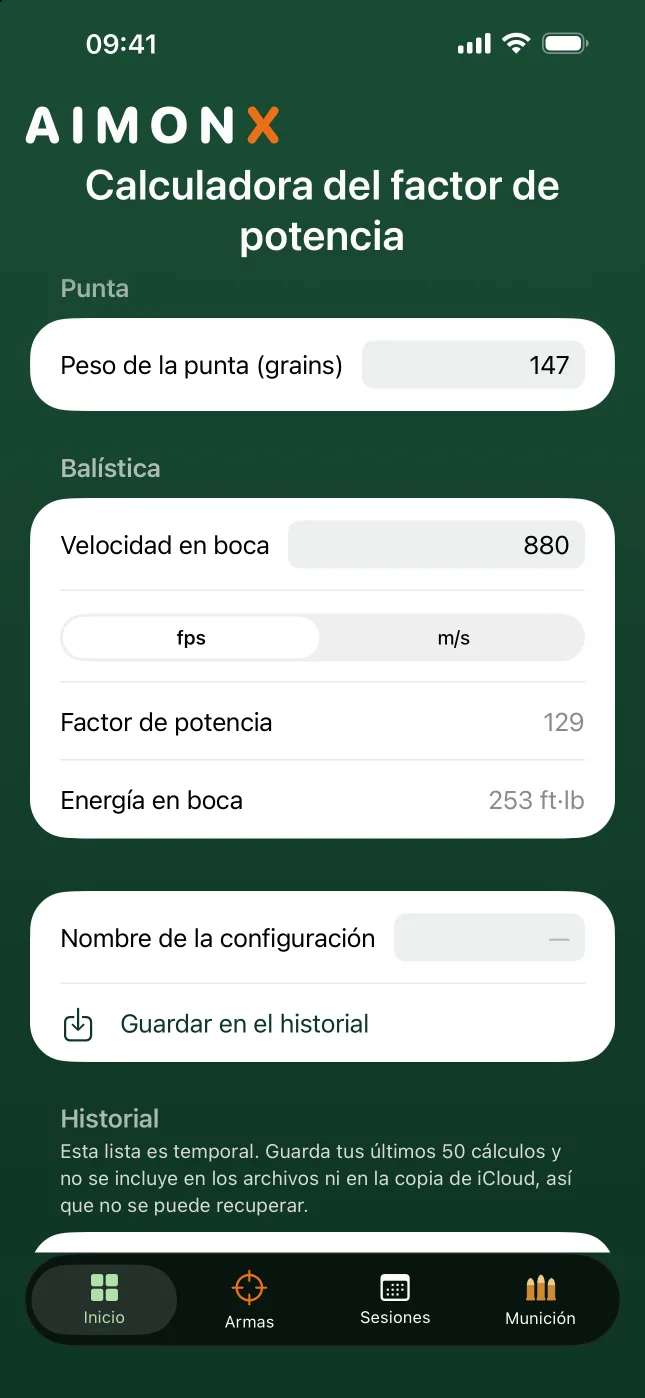 09:41
AIMONX
Calculadora del factor de
potencia
Punta
Peso de la punta (grains) 147
Balística
Velocidad en boca 880
fps m/s
Factor de potencia 129
Energía en boca 253 ft·lb
Nombre de la configuración —
Guardar en el historial
Historial
Esta lista es temporal. Guarda tus últimos 50 cálculos y
no se incluye en los archivos ni en la copia de iCloud, así
que no se puede recuperar.
Inicio Armas Sesiones Munición